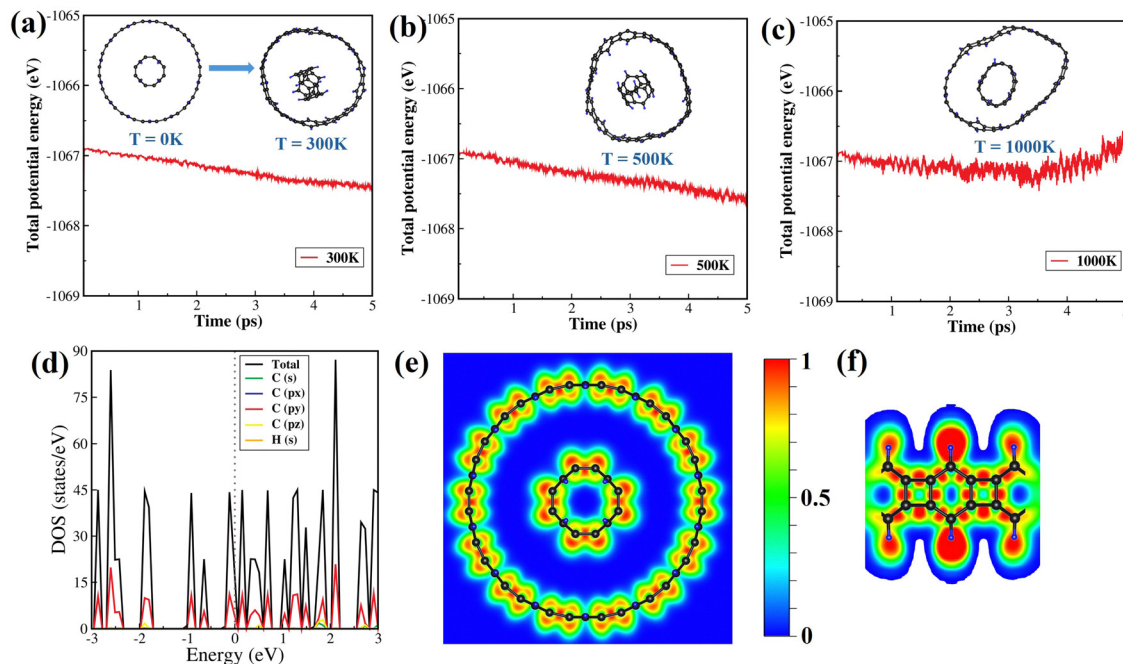 (a)
-1065
-1066
-1067
-1068
-1069
Total potential energy (eV)
T = 0K
T = 300K
300K
1 2 3 4 5
Time (ps)
(b)
-1065
-1066
-1067
-1068
-1069
Total potential energy (eV)
T = 500K
500K
1 2 3 4 5
Time (ps)
(c)
-1065
-1066
-1067
-1068
-1069
Total potential energy (eV)
T = 1000K
1000K
1 2 3 4
Time (ps)
(d)
90
75
60
45
30
15
0
DOS (states/eV)
Total
C (s)
C (px)
C (py)
C (pz)
H (s)
-3 -2 -1 0 1 2 3
Energy (eV)
(e)
1
0.5
0
(f)